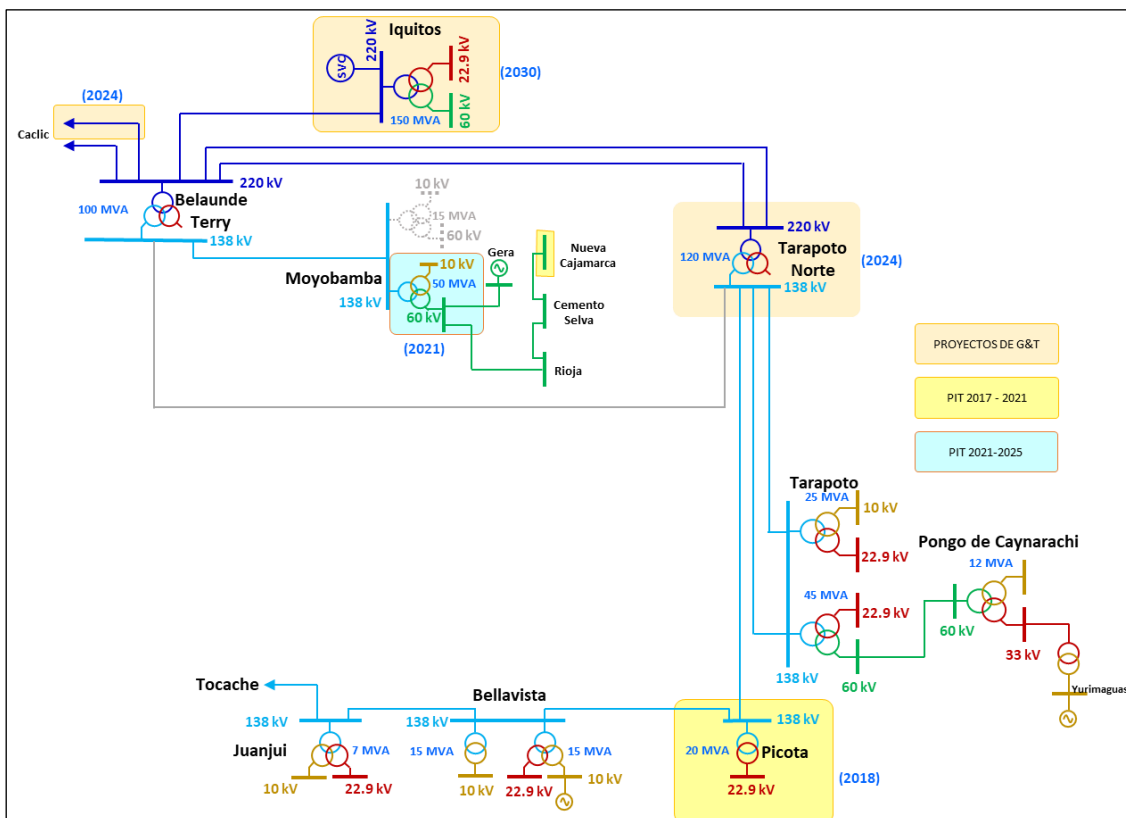 Iquitos
220 kV
SVC
22.9 kV
60 kV
150 MVA
(2030)
(2024)
Caclic
220 kV
Belaunde
Terry
100 MVA
138 kV
10 kV
15 MVA
60 kV
Moyobamba
138 kV
10 kV
50 MVA
60 kV
(2021)
Gera
Nueva
Cajamarca
Cemento
Selva
Rioja
220 kV
Tarapoto
Norte
120 MVA
138 kV
(2024)
PROYECTOS DE G&T
PIT 2017 - 2021
PIT 2021-2025
Tarapoto
25 MVA
10 kV
22.9 kV
45 MVA
22.9 kV
60 kV
138 kV
Pongo de Caynarachi
12 MVA
60 kV
33 kV
Yurimaguas
Tocache
138 kV
Juanjui
7 MVA
10 kV
22.9 kV
Bellavista
138 kV
15 MVA
10 kV
15 MVA
22.9 kV
10 kV
138 kV
20 MVA
Picota
22.9 kV
(2018)